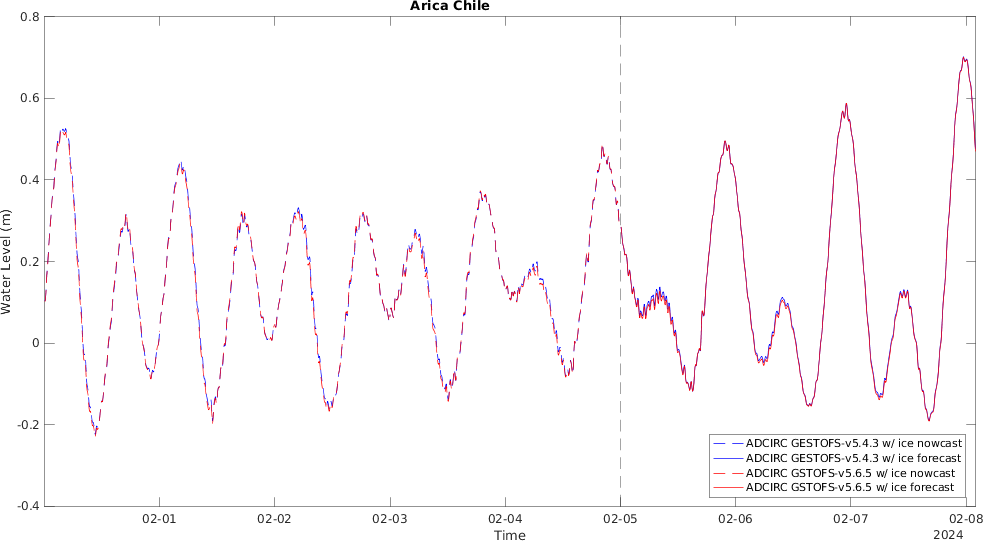 Arica Chile
0.8
0.6
0.4
0.2
0
-0.2
-0.4
Water Level (m)
02-01 02-02 02-03 02-04 02-05 02-06 02-07 02-08
2024
Time
ADCIRC GESTOFS-v5.4.3 w/ ice nowcast
ADCIRC GESTOFS-v5.4.3 w/ ice forecast
ADCIRC GSTOFS-v5.6.5 w/ ice nowcast
ADCIRC GSTOFS-v5.6.5 w/ ice forecast